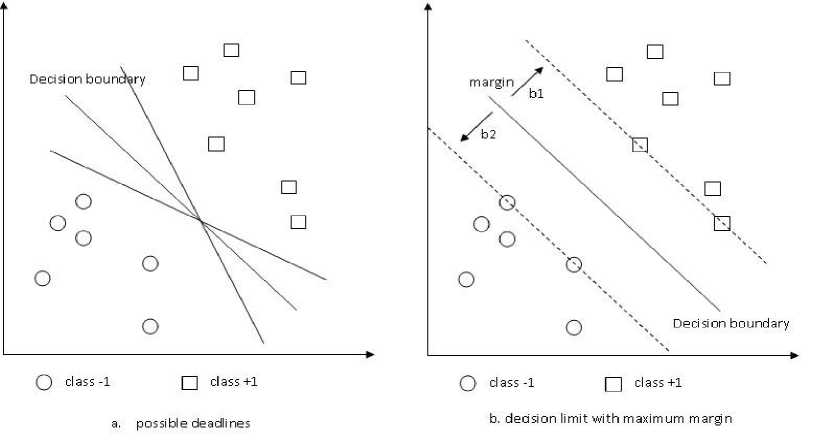 Decision boundary
class -1
class +1
a. possible deadlines
margin
b1
b2
Decision boundary
class -1
class +1
b. decision limit with maximum margin